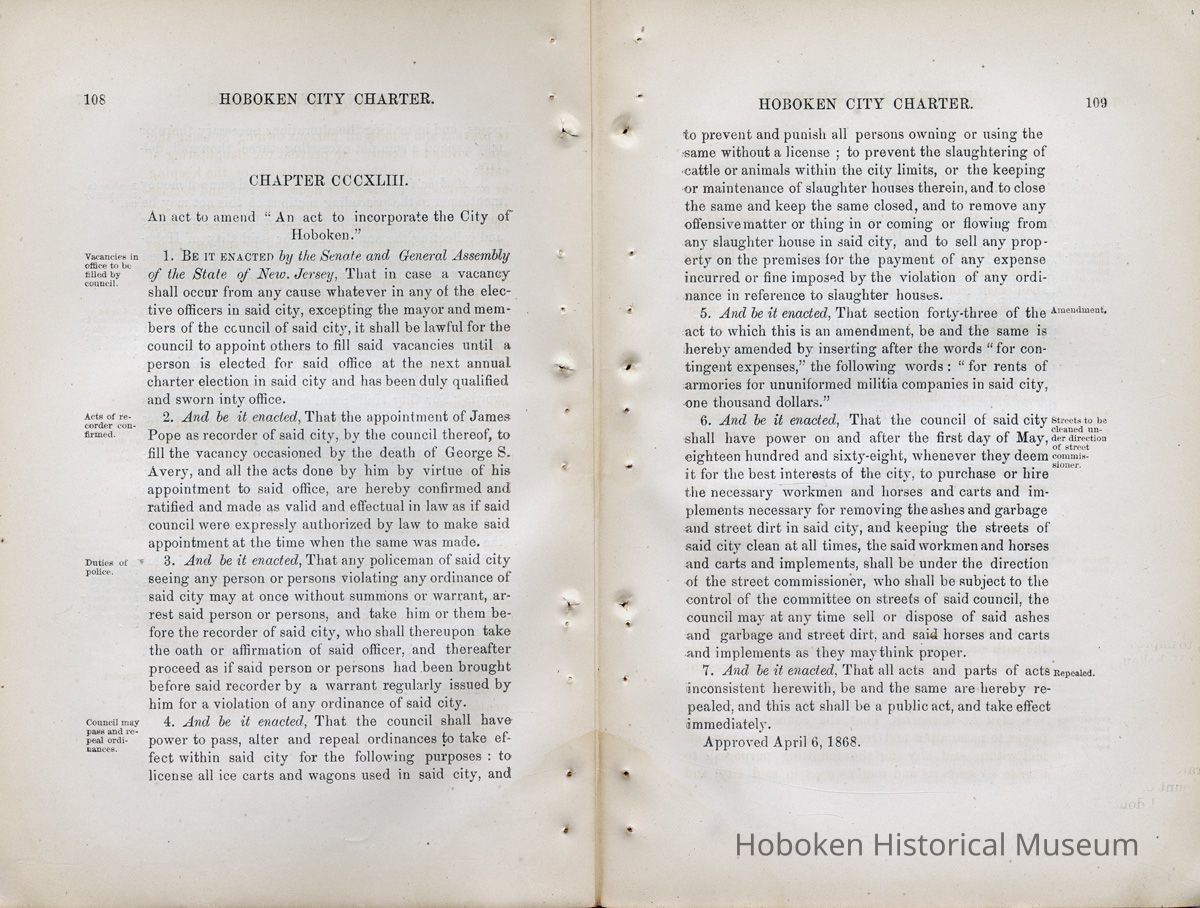 108
HOBOKEN CITY CHARTER.
CHAPTER CCCXLIII.
An act to amend “ An act to incorporate the City of
Hoboken.”
Vacancies in
office to be
filled by
council.
1. BE IT ENACTED by the Senate and General Assembly
of the State of New. Jersey, That in case a vacancy
shall occur from any cause whatever in any of the elec-
tive officers in said city, excepting the mayor and mem-
bers of the council of said city, it shall be lawful for the
council to appoint others to fill said vacancies until a
person is elected for said office at the next annual
charter election in said city and has been duly qualified
and sworn inty office.
Acts of re-
corder con-
firmed.
2. And be it enacted, That the appointment of James
Pope as recorder of said city, by the council thereof, to
fill the vacancy occasioned by the death of George S.
Avery, and all the acts done by him by virtue of his
appointment to said office, are hereby confirmed and
ratified and made as valid and effectual in law as if said
council were expressly authorized by law to make said
appointment at the time when the same was made.
Duties of
police.
3. And be it enacted, That any policeman of said city
seeing any person or persons violating any ordinance of
said city may at once without summons or warrant, ar-
rest said person or persons, and take him or them be-
fore the recorder of said city, who shall thereupon take
the oath or affirmation of said officer, and thereafter
proceed as if said person or persons had been brought
before said recorder by a warrant regularly issued by
him for a violation of any ordinance of said city.
Council may
pass and re-
peal ordi-
nances.
4. And be it enacted, That the council shall have
power to pass, alter and repeal ordinances to take ef-
fect within said city for the following purposes : to
license all ice carts and wagons used in said city, and
HOBOKEN CITY CHARTER.
109
to prevent and punish all persons owning or using the
same without a license ; to prevent the slaughtering of
cattle or animals within the city limits, or the keeping
or maintenance of slaughter houses therein, and to close
the same and keep the same closed, and to remove any
offensive matter or thing in or coming or flowing from
any slaughter house in said city, and to sell any prop-
erty on the premises for the payment of any expense
incurred or fine imposed by the violation of any ordi-
nance in reference to slaughter houses.
5. And be it enacted, That section forty-three of the
Amendment.
act to which this is an amendment, be and the same is
hereby amended by inserting after the words “ for con-
tingent expenses,” the following words : “ for rents of
armories for ununiformed militia companies in said city,
one thousand dollars.”
6. And be it enacted, That the council of said city
Streets to be
cleaned un-
der direction
of street
commis-
sioner.
shall have power on and after the first day of May,
eighteen hundred and sixty-eight, whenever they deem
it for the best interests of the city, to purchase or hire
the necessary workmen and horses and carts and im-
plements necessary for removing the ashes and garbage
and street dirt in said city, and keeping the streets of
said city clean at all times, the said workmen and horses
and carts and implements, shall be under the direction
of the street commissioner, who shall be subject to the
control of the committee on streets of said council, the
council may at any time sell or dispose of said ashes
and garbage and street dirt, and said horses and carts
and implements as they may think proper.
7. And be it enacted, That all acts and parts of acts
Repealed.
inconsistent herewith, be and the same are hereby re-
pealed, and this act shall be a public act, and take effect
immediately.
Approved April 6, 1868.
Hoboken Historical Museum